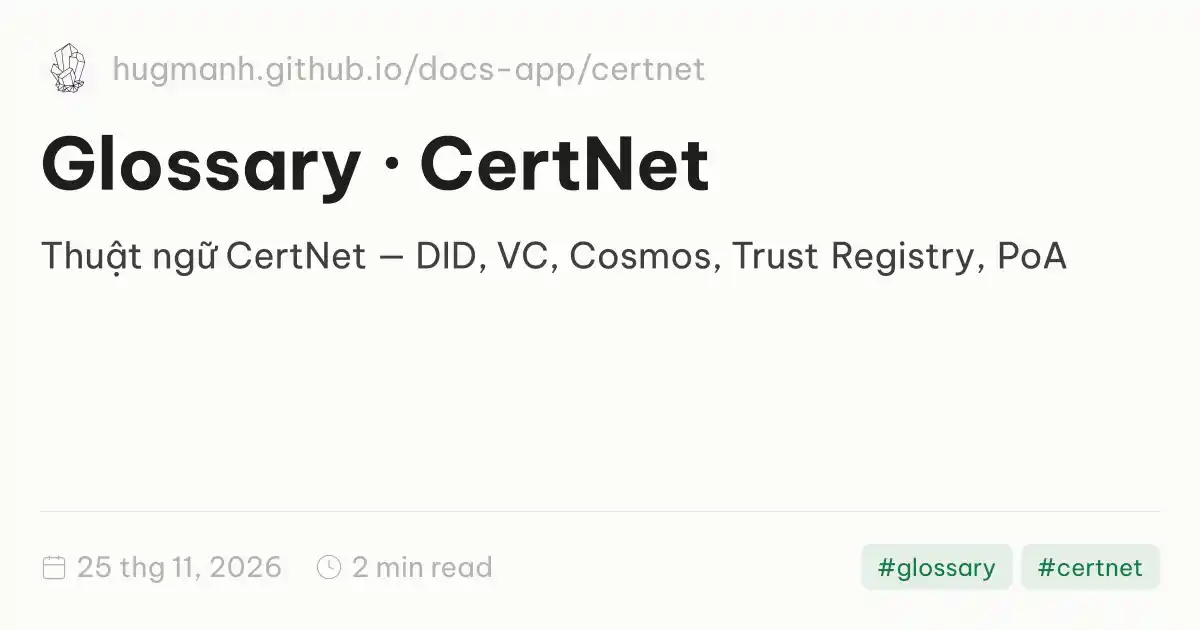 hugmanh.github.io/docs-app/certnet
Glossary · CertNet
Thuật ngữ CertNet — DID, VC, Cosmos, Trust Registry, PoA
25 thg 11, 2026 2 min read #glossary #certnet